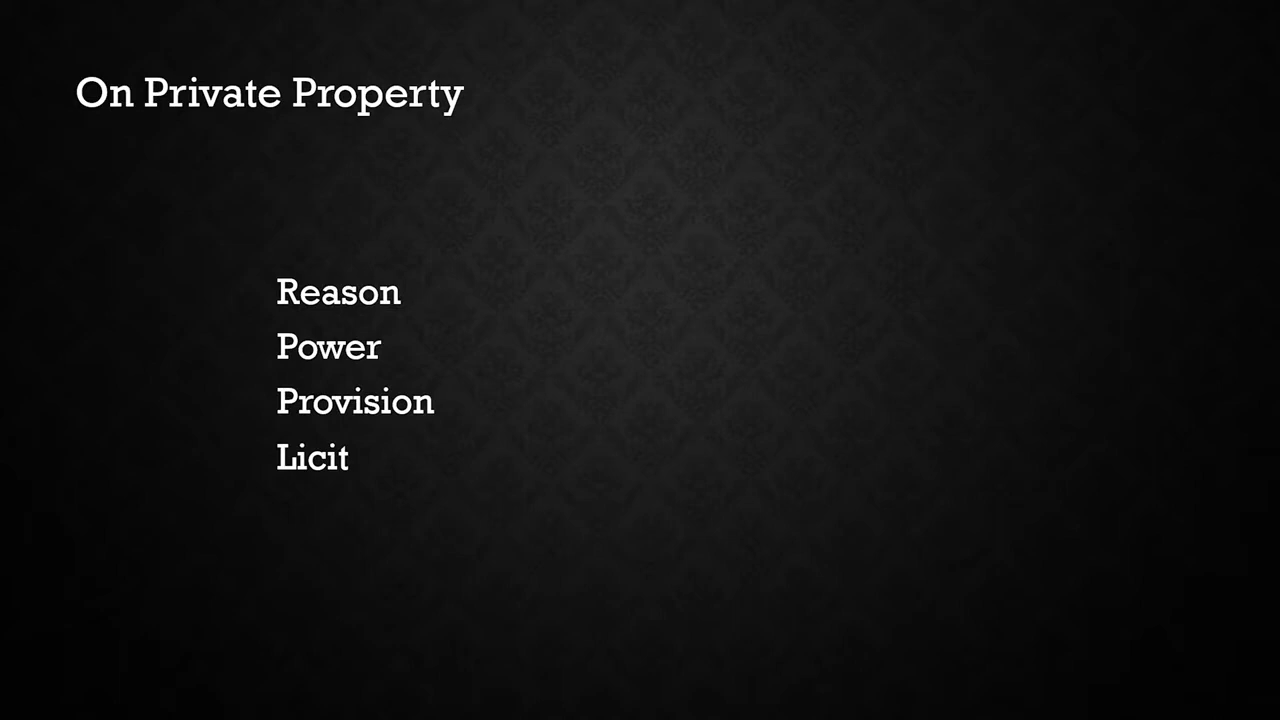 On Private Property
Reason
Power
Provision
Licit